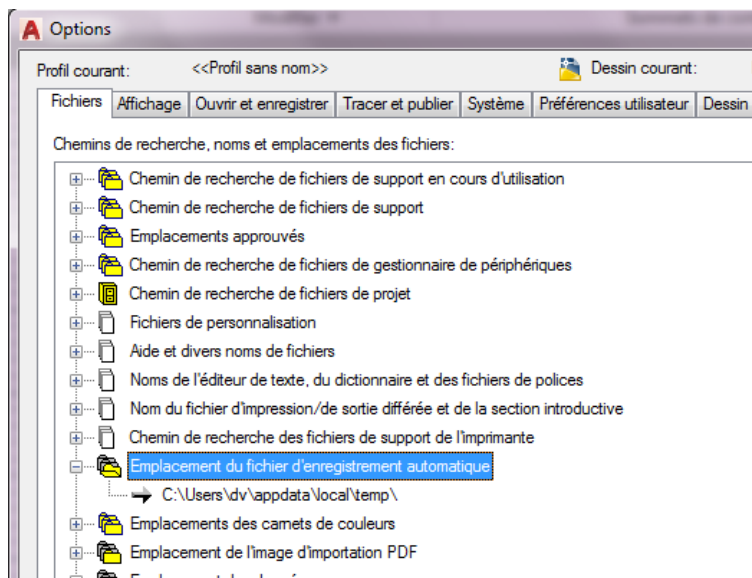 Options
Profil courant: <<Profil sans nom>> Dessin courant:
Fichiers Affichage Ouvrir et enregistrer Tracer et publier Système Préférences utilisateur Dessin
Chemins de recherche, noms et emplacements des fichiers:
Chemin de recherche de fichiers de support en cours d'utilisation
Chemin de recherche de fichiers de support
Emplacements approuvés
Chemin de recherche de fichiers de gestionnaire de périphériques
Chemin de recherche de fichiers de projet
Fichiers de personnalisation
Aide et divers noms de fichiers
Noms de l'éditeur de texte, du dictionnaire et des fichiers de polices
Nom du fichier d'impression/de sortie différée et de la section introductive
Chemin de recherche des fichiers de support de l'imprimante
Emplacement du fichier d'enregistrement automatique
C:\Users\dv\appdata\local\temp\
Emplacements des carnets de couleurs
Emplacement de l'image d'importation PDF